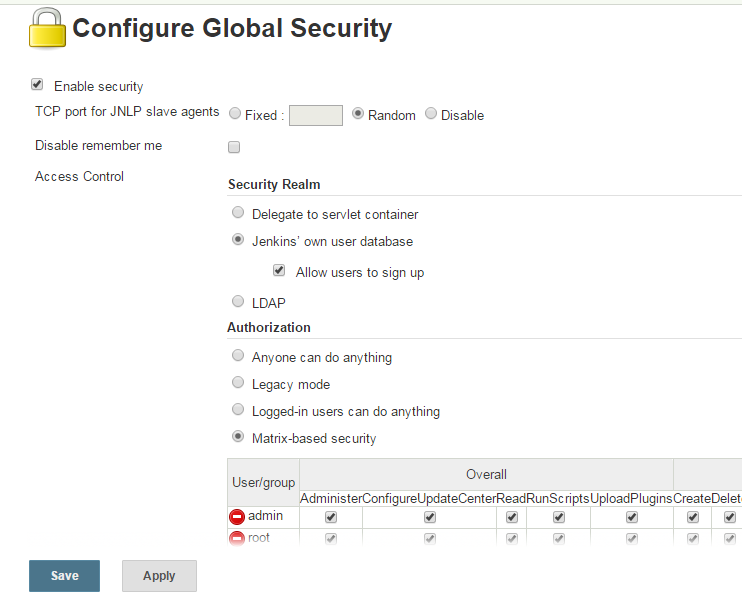 Configure Global Security
Enable security
TCP port for JNLP slave agents Fixed : Random Disable
Disable remember me
Access Control
Security Realm
Delegate to servlet container
Jenkins' own user database
Allow users to sign up
LDAP
Authorization
Anyone can do anything
Legacy mode
Logged-in users can do anything
Matrix-based security
User/group Overall
Administer ConfigureUpdateCenter Read RunScripts UploadPlugins Create Delet
admin
root
Save Apply